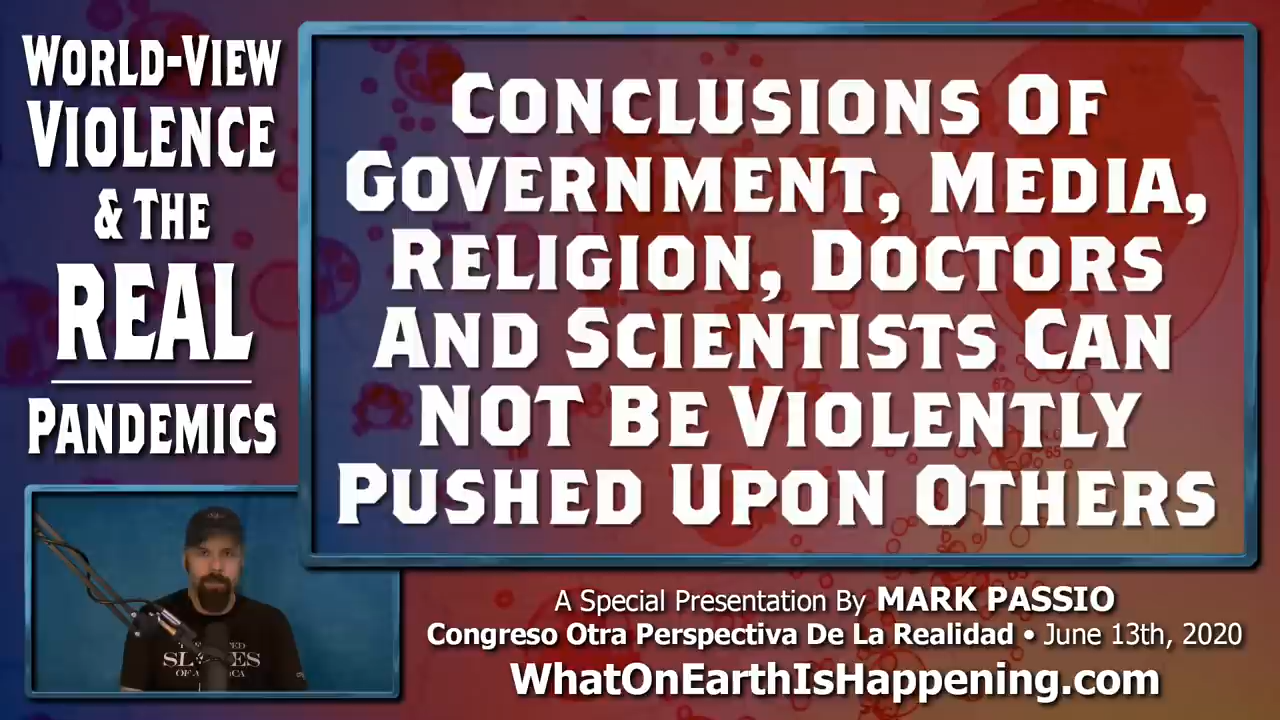 WORLD-VIEW
VIOLENCE
& THE
REAL
PANDEMICS
CONCLUSIONS OF
GOVERNMENT, MEDIA,
RELIGION, DOCTORS
AND SCIENTISTS CAN
NOT BE VIOLENTLY
PUSHED UPON OTHERS
A Special Presentation By MARK PASSIO
Congreso Otra Perspectiva De La Realidad • June 13th, 2020
WhatOnEarthIsHappening.com